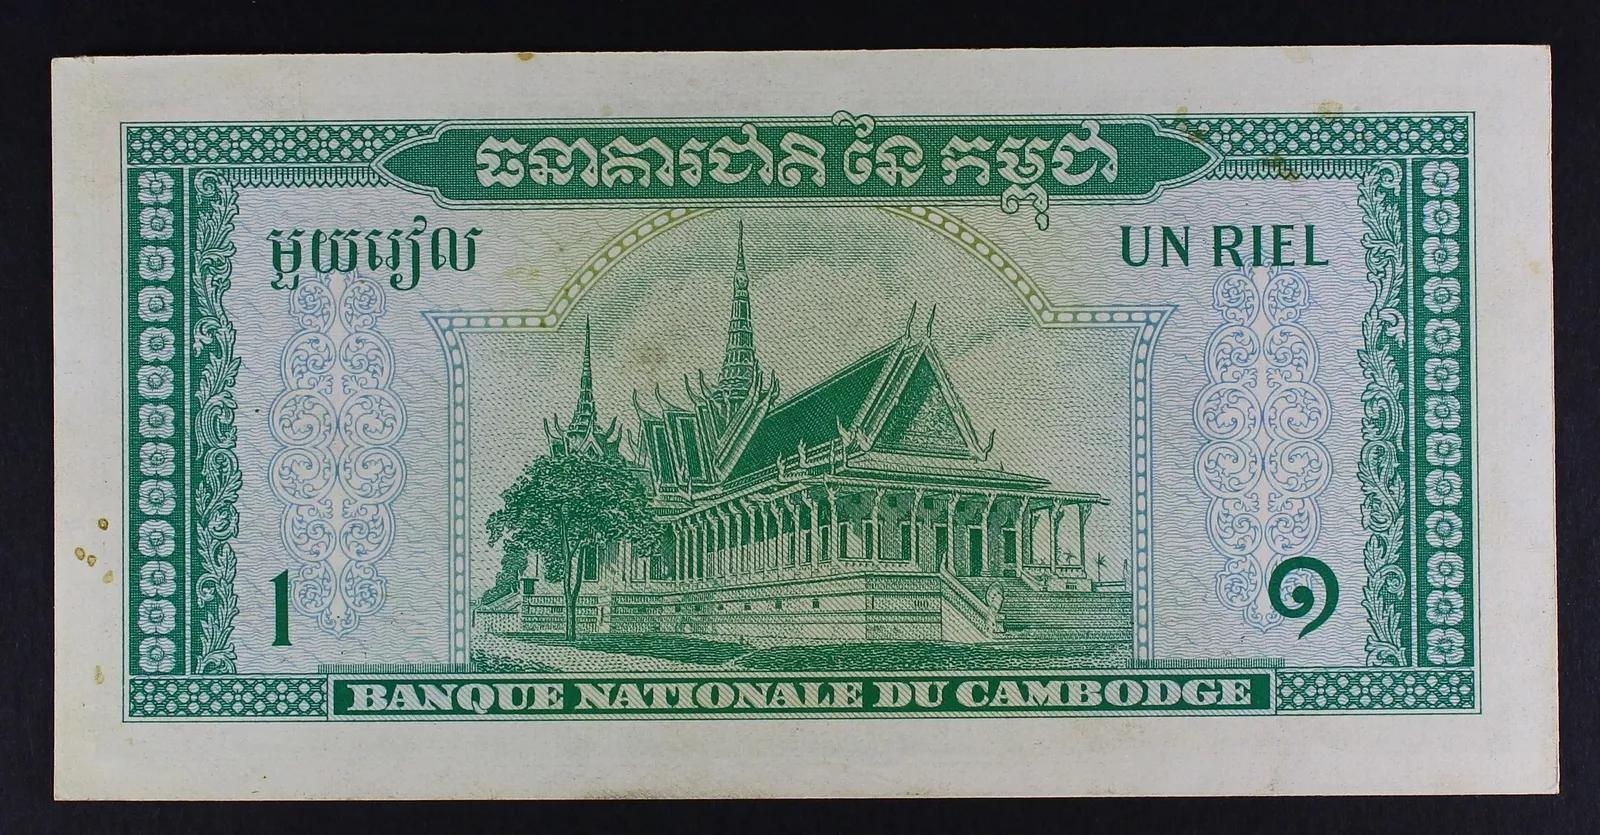 ធនាគារជាតិ នៃ កម្ពុជា
មួយរៀល
UN RIEL
1
១
BANQUE NATIONALE DU CAMBODGE